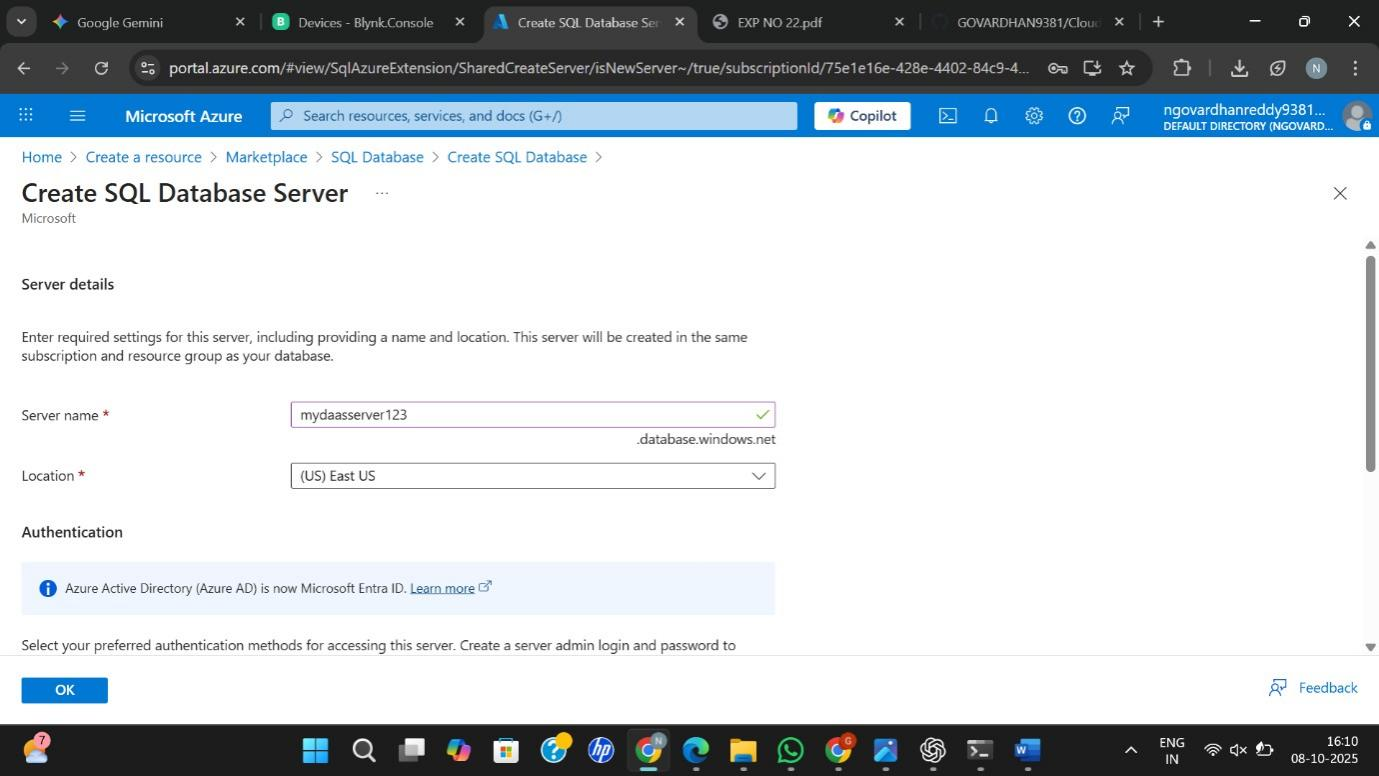 Google Gemini
Devices - Blynk.Console
Create SQL Database Ser
EXP NO 22.pdf
GOVARDHAN9381/Cloud
portal.azure.com/#view/SqlAzureExtension/SharedCreateServer/isNewServer~/true/subscriptionId/75e1e16e-428e-4402-84c9-4...
N
Microsoft Azure
Search resources, services, and docs (G+/)
Copilot
ngovardhanreddy9381...
DEFAULT DIRECTORY (NGOVARD...
Home > Create a resource > Marketplace > SQL Database > Create SQL Database >
Create SQL Database Server ...
Microsoft
Server details
Enter required settings for this server, including providing a name and location. This server will be created in the same
subscription and resource group as your database.
Server name *
mydaasserver123
.database.windows.net
Location *
(US) East US
Authentication
Azure Active Directory (Azure AD) is now Microsoft Entra ID. Learn more
Select your preferred authentication methods for accessing this server. Create a server admin login and password to
OK
Feedback
7
hp
N
G
W
ENG
IN
16:10
08-10-2025